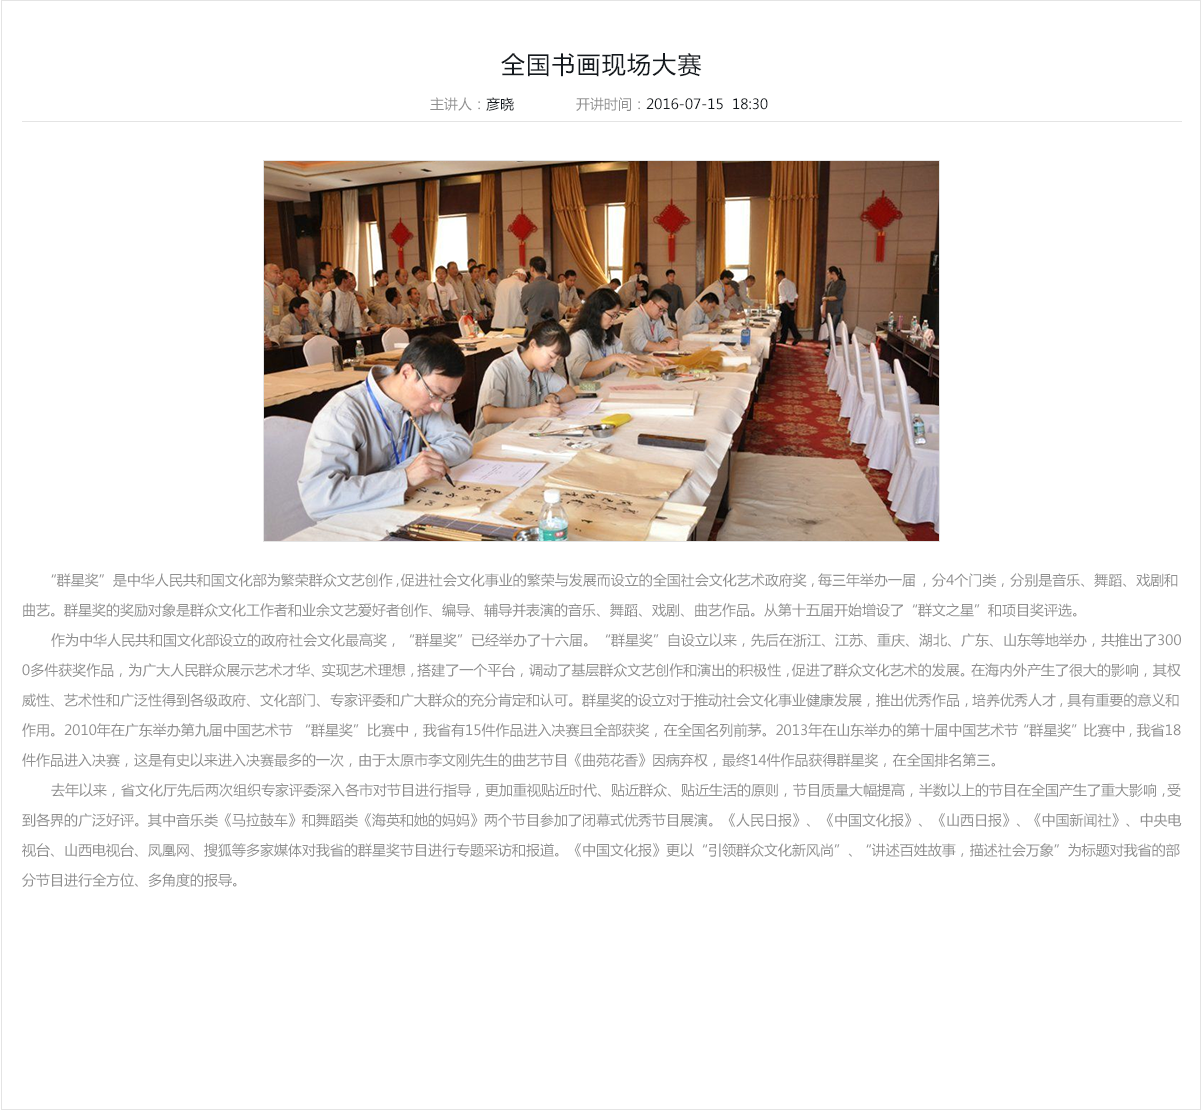 全国书画现场大赛
主讲人：彦晓 开讲时间：2016-07-15 18:30
“群星奖”是中华人民共和国文化部为繁荣群众文艺创作，促进社会文化事业的繁荣与发展而设立的全国社会文化艺术政府奖，每三年举办一届，分4个门类，分别是音乐、舞蹈、戏剧和
曲艺。群星奖的奖励对象是群众文化工作者和业余文艺爱好者创作、编导、辅导并表演的音乐、舞蹈、戏剧、曲艺作品。从第十五届开始增设了“群文之星”和项目奖评选。
作为中华人民共和国文化部设立的政府社会文化最高奖，“群星奖”已经举办了十六届。“群星奖”自设立以来，先后在浙江、江苏、重庆、湖北、广东、山东等地举办，共推出了300
0多件获奖作品，为广大人民群众展示艺术才华、实现艺术理想，搭建了一个平台，调动了基层群众文艺创作和演出的积极性，促进了群众文化艺术的发展。在海内外产生了很大的影响，其权
威性、艺术性和广泛性得到各级政府、文化部门、专家评委和广大群众的充分肯定和认可。群星奖的设立对于推动社会文化事业健康发展，推出优秀作品，培养优秀人才，具有重要的意义和
作用。2010年在广东举办第九届中国艺术节 “群星奖”比赛中，我省有15件作品进入决赛且全部获奖，在全国名列前茅。2013年在山东举办的第十届中国艺术节“群星奖”比赛中，我省18
件作品进入决赛，这是有史以来进入决赛最多的一次，由于太原市李文刚先生的曲艺节目《曲苑花香》因病弃权，最终14件作品获得群星奖，在全国排名第三。
去年以来，省文化厅先后两次组织专家评委深入各市对节目进行指导，更加重视贴近时代、贴近群众、贴近生活的原则，节目质量大幅提高，半数以上的节目在全国产生了重大影响，受
到各界的广泛好评。其中音乐类《马拉鼓车》和舞蹈类《海英和她的妈妈》两个节目参加了闭幕式优秀节目展演。《人民日报》、《中国文化报》、《山西日报》、《中国新闻社》、中央电
视台、山西电视台、凤凰网、搜狐等多家媒体对我省的群星奖节目进行专题采访和报道。《中国文化报》更以“引领群众文化新风尚”、“讲述百姓故事，描述社会万象”为标题对我省的部
分节目进行全方位、多角度的报导。